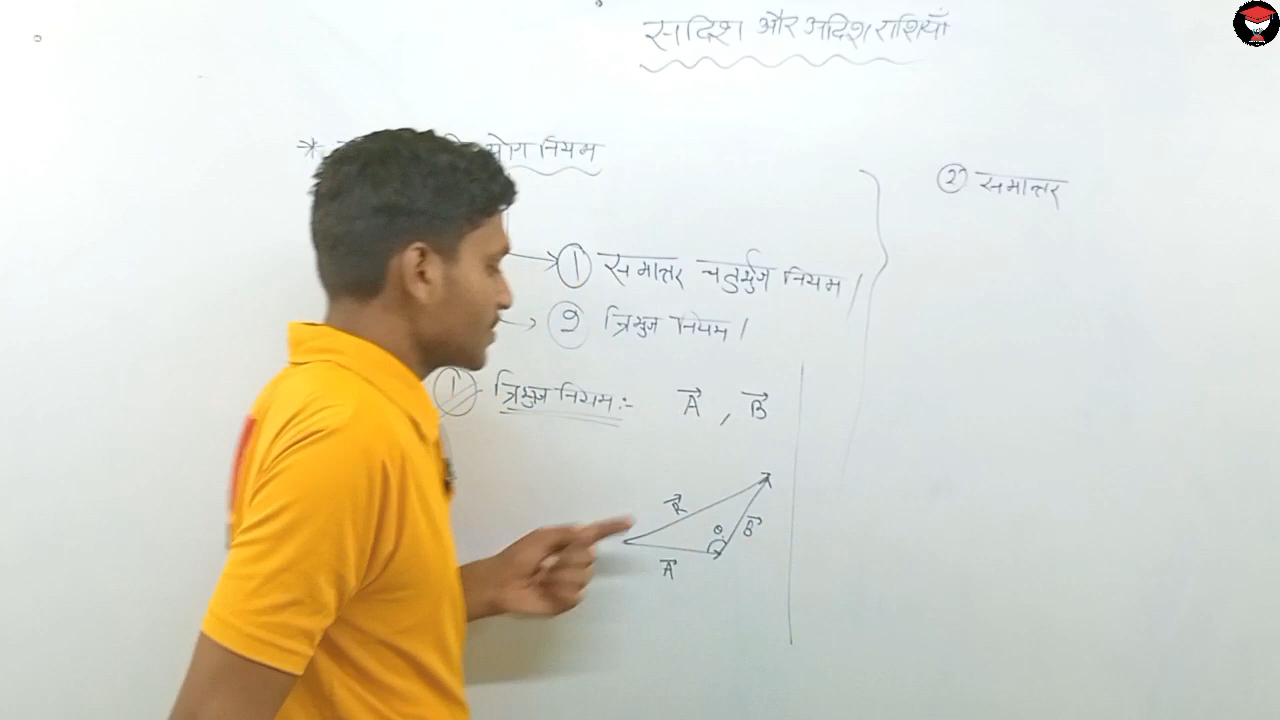 सदिश और अदिश राशियाँ
* योग नियम
① समान्तर चतुर्भुज नियम।
② त्रिभुज नियम।
① त्रिभुज नियम :- A⃗ , B⃗
R⃗
θ
B⃗
A⃗
② समान्तर